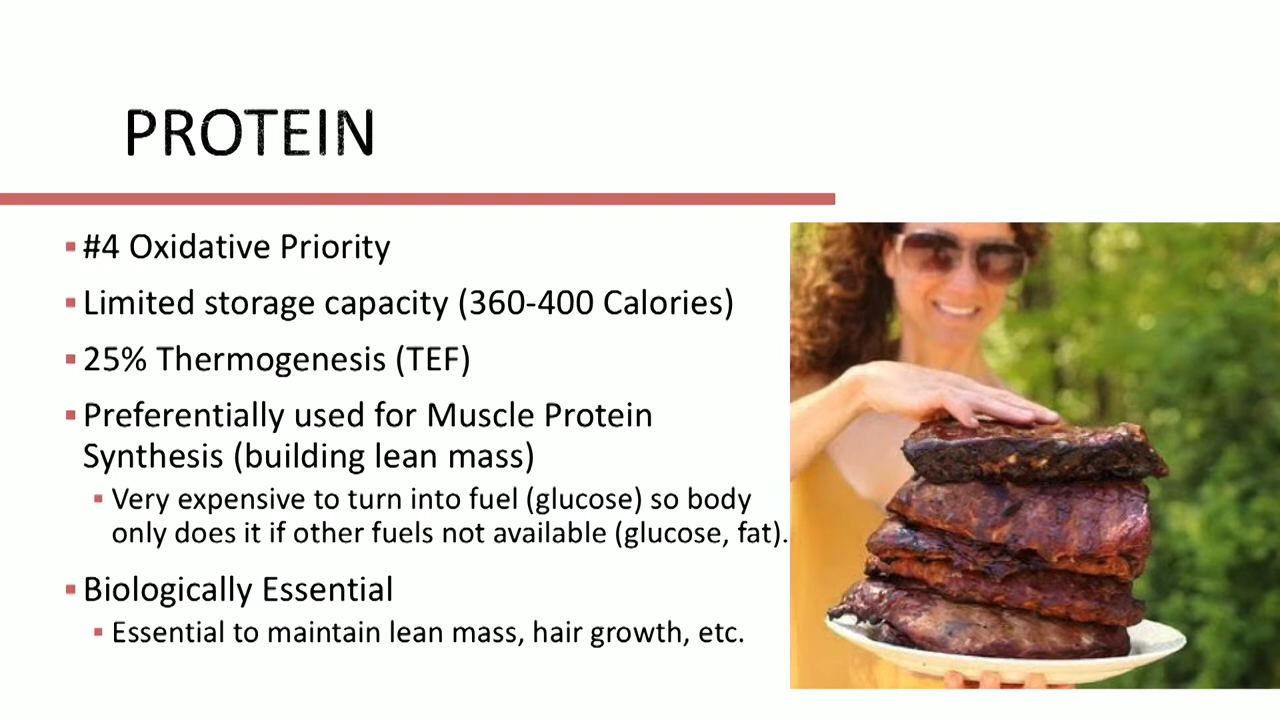 PROTEIN
#4 Oxidative Priority
Limited storage capacity (360-400 Calories)
25% Thermogenesis (TEF)
Preferentially used for Muscle Protein
Synthesis (building lean mass)
Very expensive to turn into fuel (glucose) so body
only does it if other fuels not available (glucose, fat).
Biologically Essential
Essential to maintain lean mass, hair growth, etc.